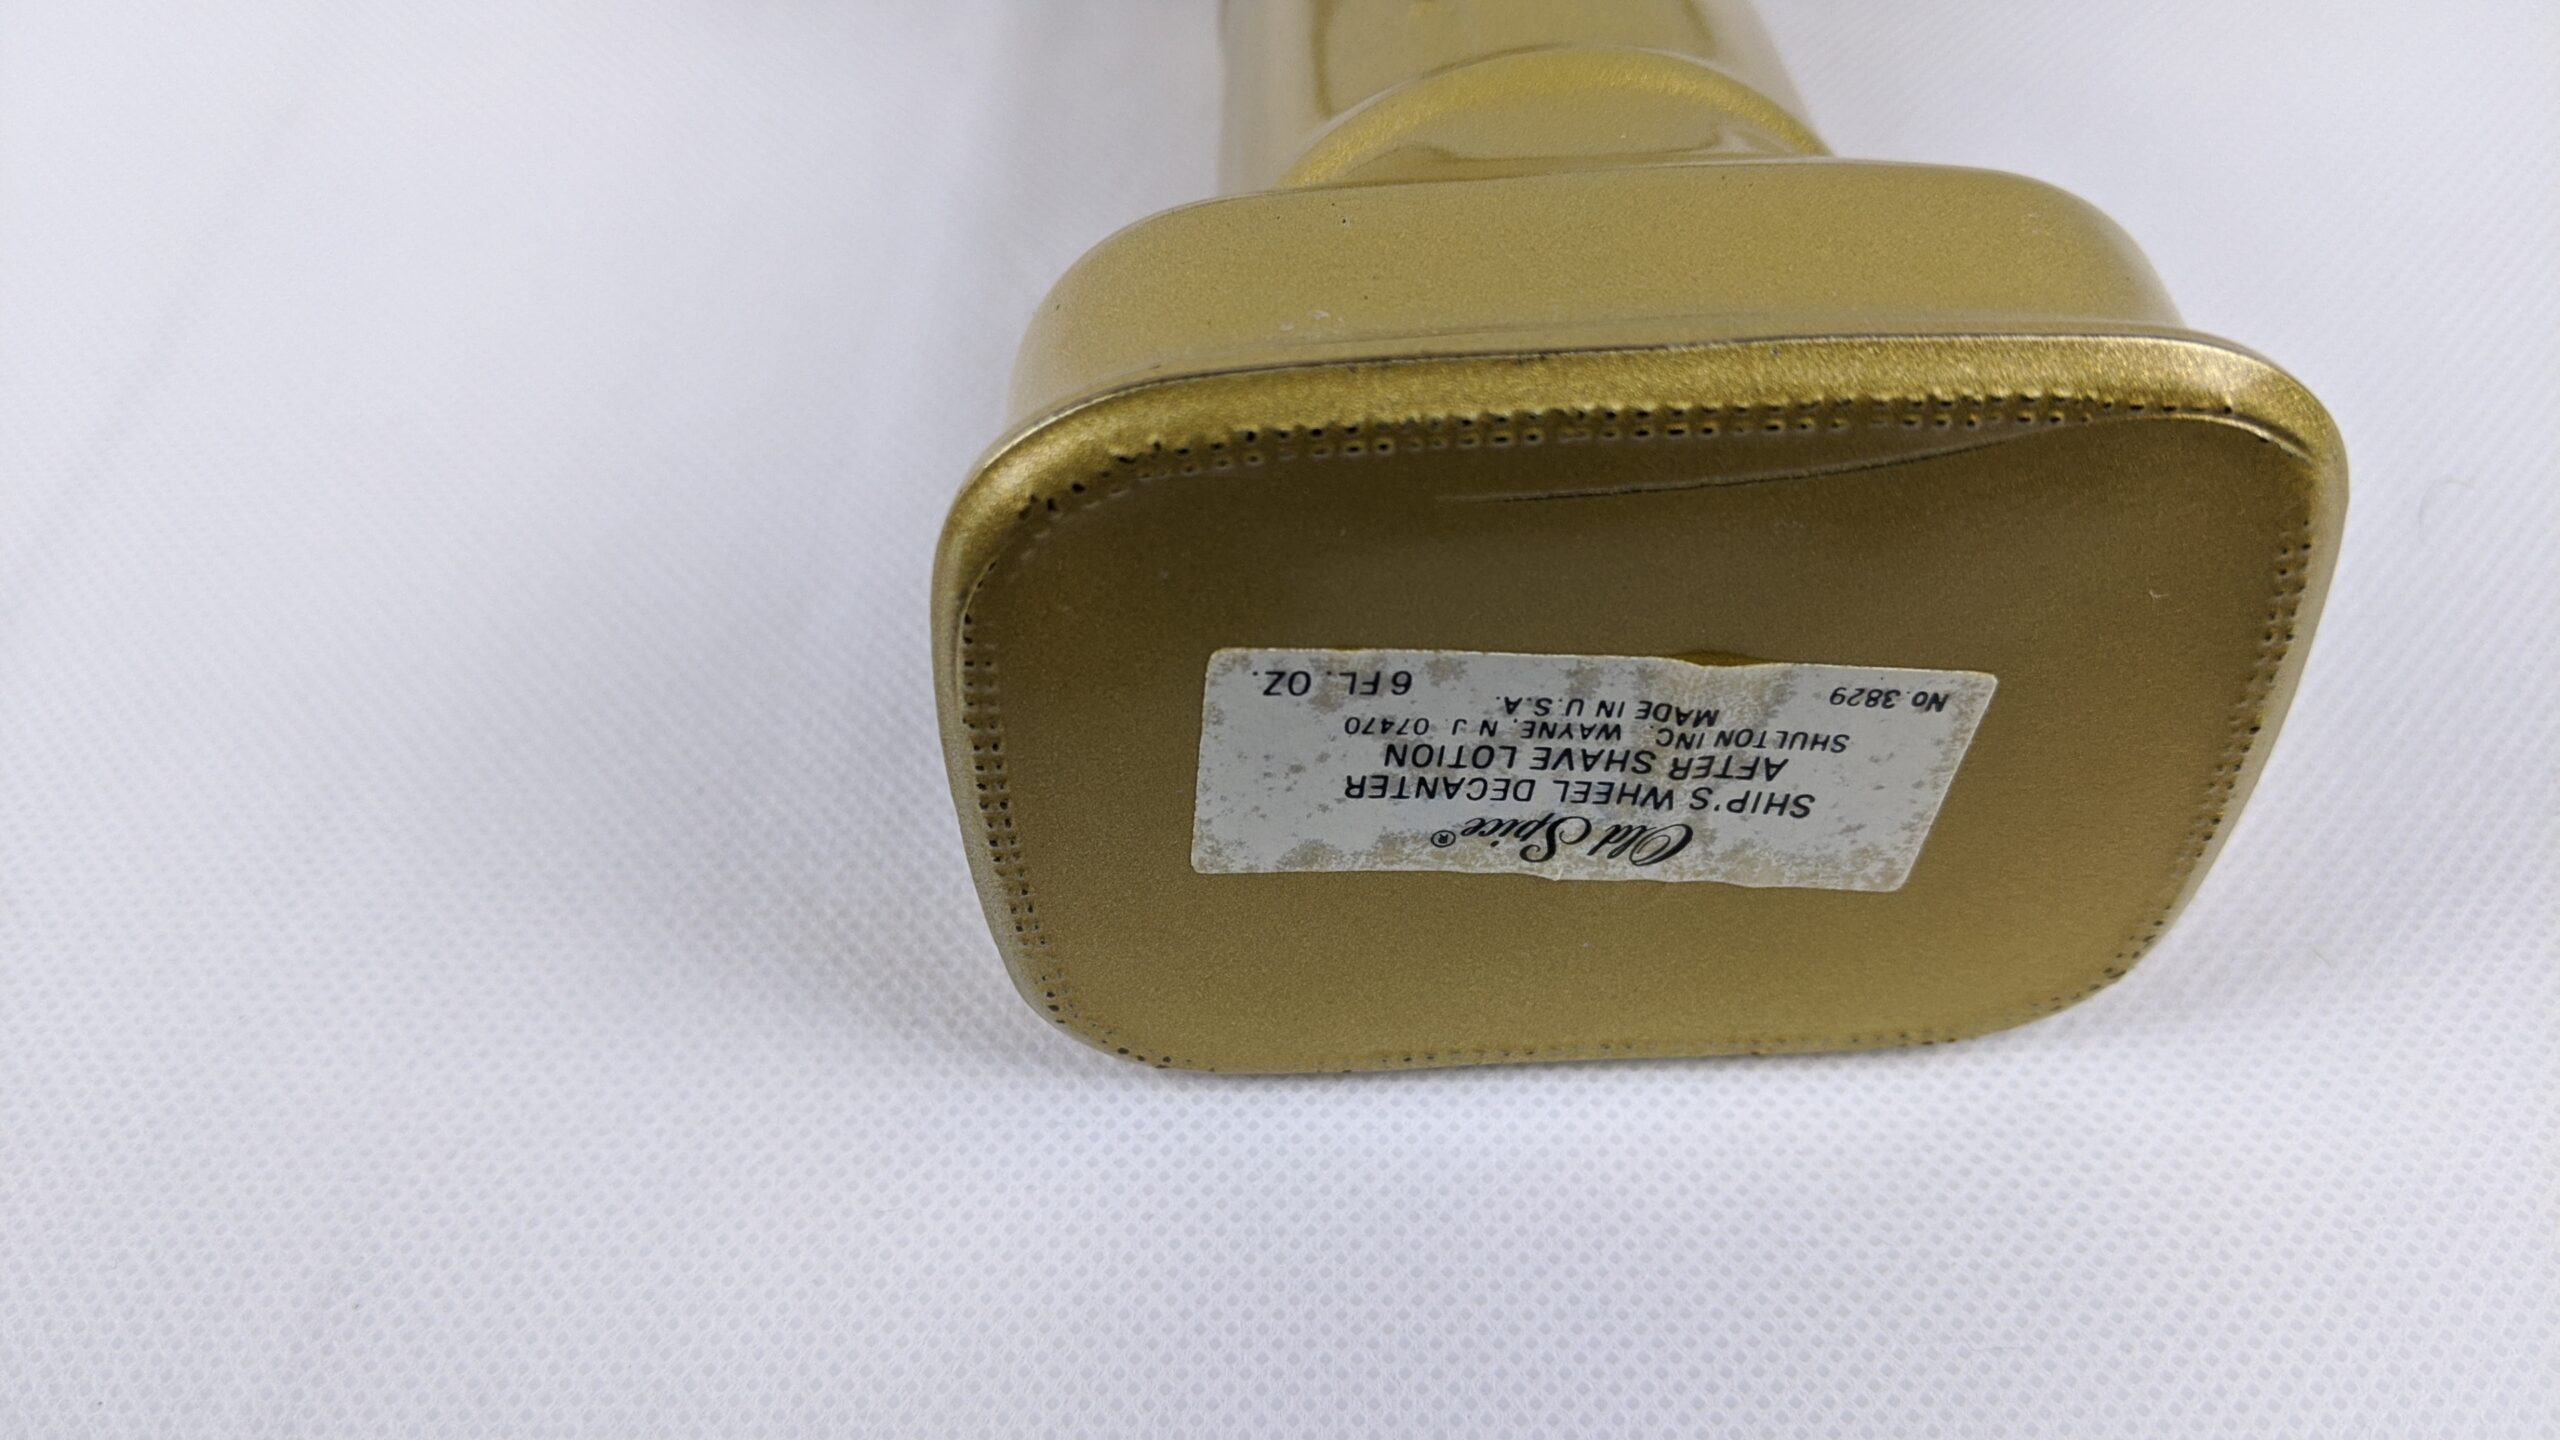 Old Spice®
SHIP'S WHEEL DECANTER
AFTER SHAVE LOTION
SHULTON INC. WAYNE, N.J. 07470
MADE IN U.S.A.
No. 3829 6 FL. OZ.